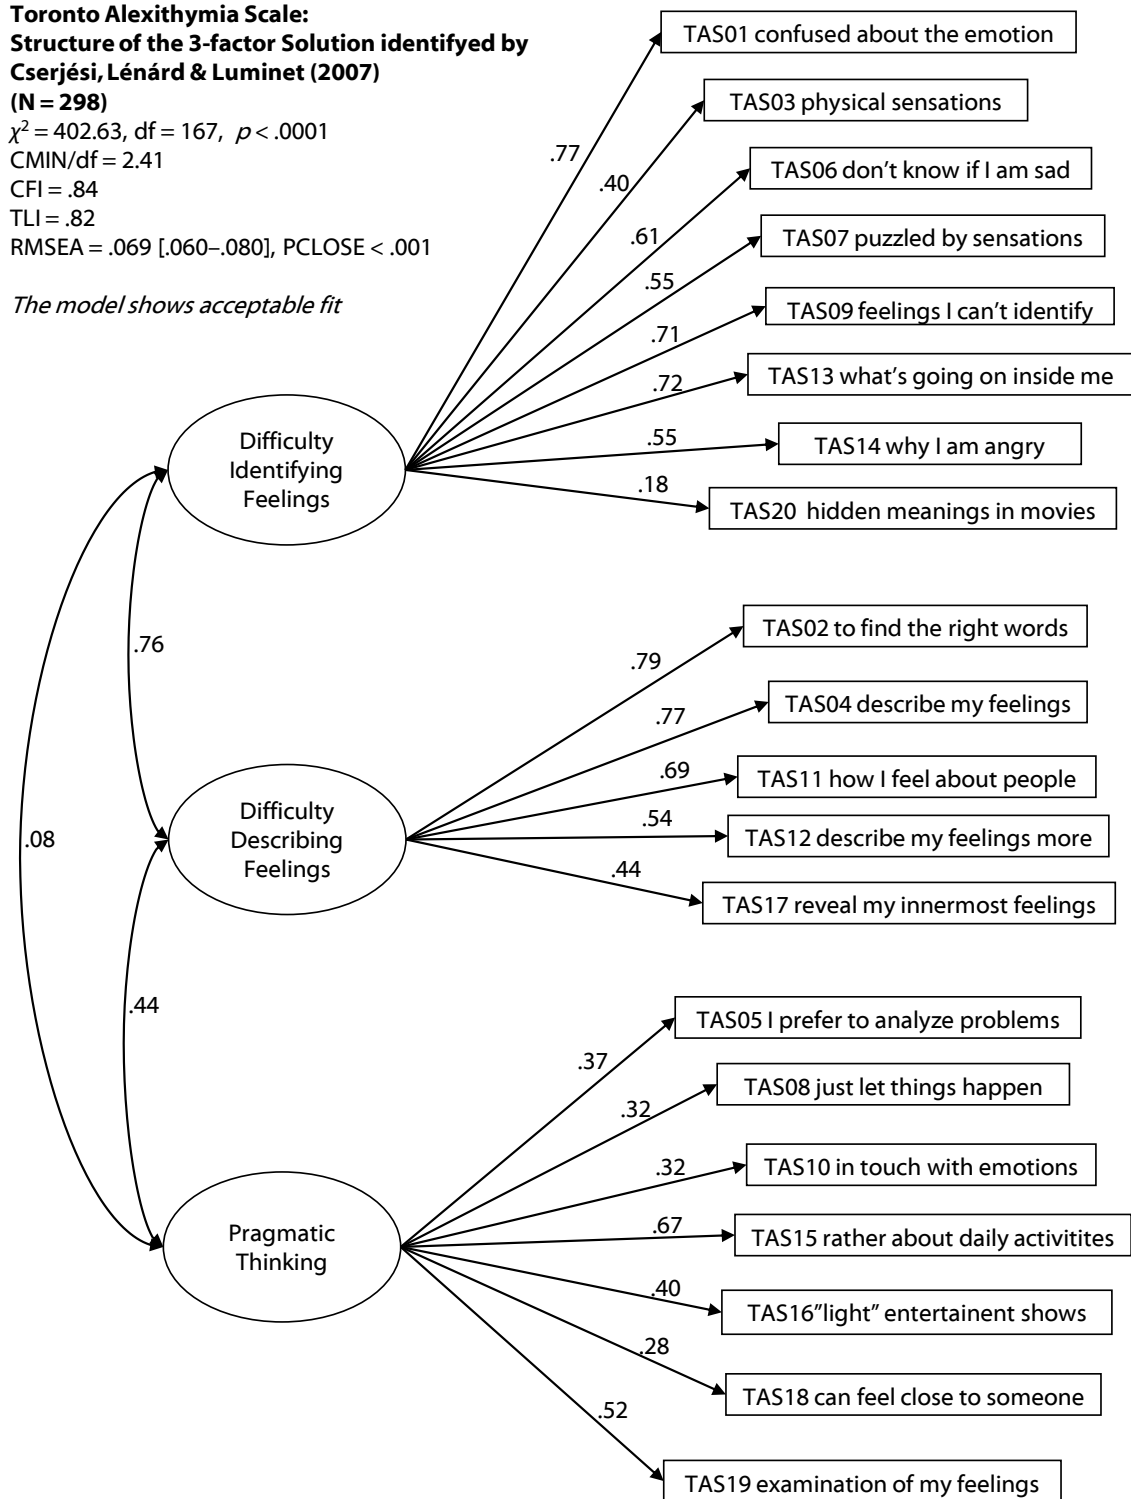 Toronto Alexithymia Scale:
Structure of the 3-factor Solution identifyed by
Cserjési, Lénárd & Luminet (2007)
(N = 298)
χ² = 402.63, df = 167, p < .0001
CMIN/df = 2.41
CFI = .84
TLI = .82
RMSEA = .069 [.060–.080], PCLOSE < .001
The model shows acceptable fit
Difficulty
Identifying
Feelings
.77
TAS01 confused about the emotion
.40
TAS03 physical sensations
.61
TAS06 don't know if I am sad
.55
TAS07 puzzled by sensations
.71
TAS09 feelings I can't identify
.72
TAS13 what's going on inside me
.55
TAS14 why I am angry
.18
TAS20 hidden meanings in movies
.76
.08
.44
Difficulty
Describing
Feelings
.79
TAS02 to find the right words
.77
TAS04 describe my feelings
.69
TAS11 how I feel about people
.54
TAS12 describe my feelings more
.44
TAS17 reveal my innermost feelings
Pragmatic
Thinking
.37
TAS05 I prefer to analyze problems
.32
TAS08 just let things happen
.32
TAS10 in touch with emotions
.67
TAS15 rather about daily activitites
.40
TAS16"light" entertainent shows
.28
TAS18 can feel close to someone
.52
TAS19 examination of my feelings